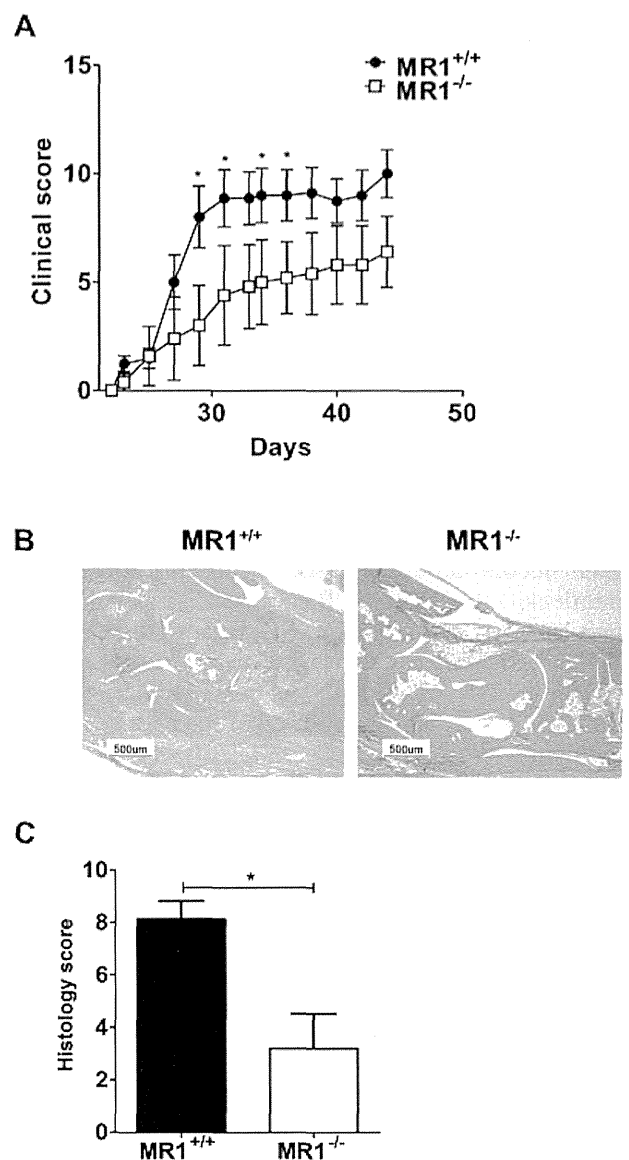 A
15
10
5
0
Clinical score
* * * *
MR1+/+
MR1-/-
30 40 50
Days
B
MR1+/+ MR1-/-
500um 500um
C
10
8
6
4
2
0
Histology score
*
MR1+/+ MR1-/-